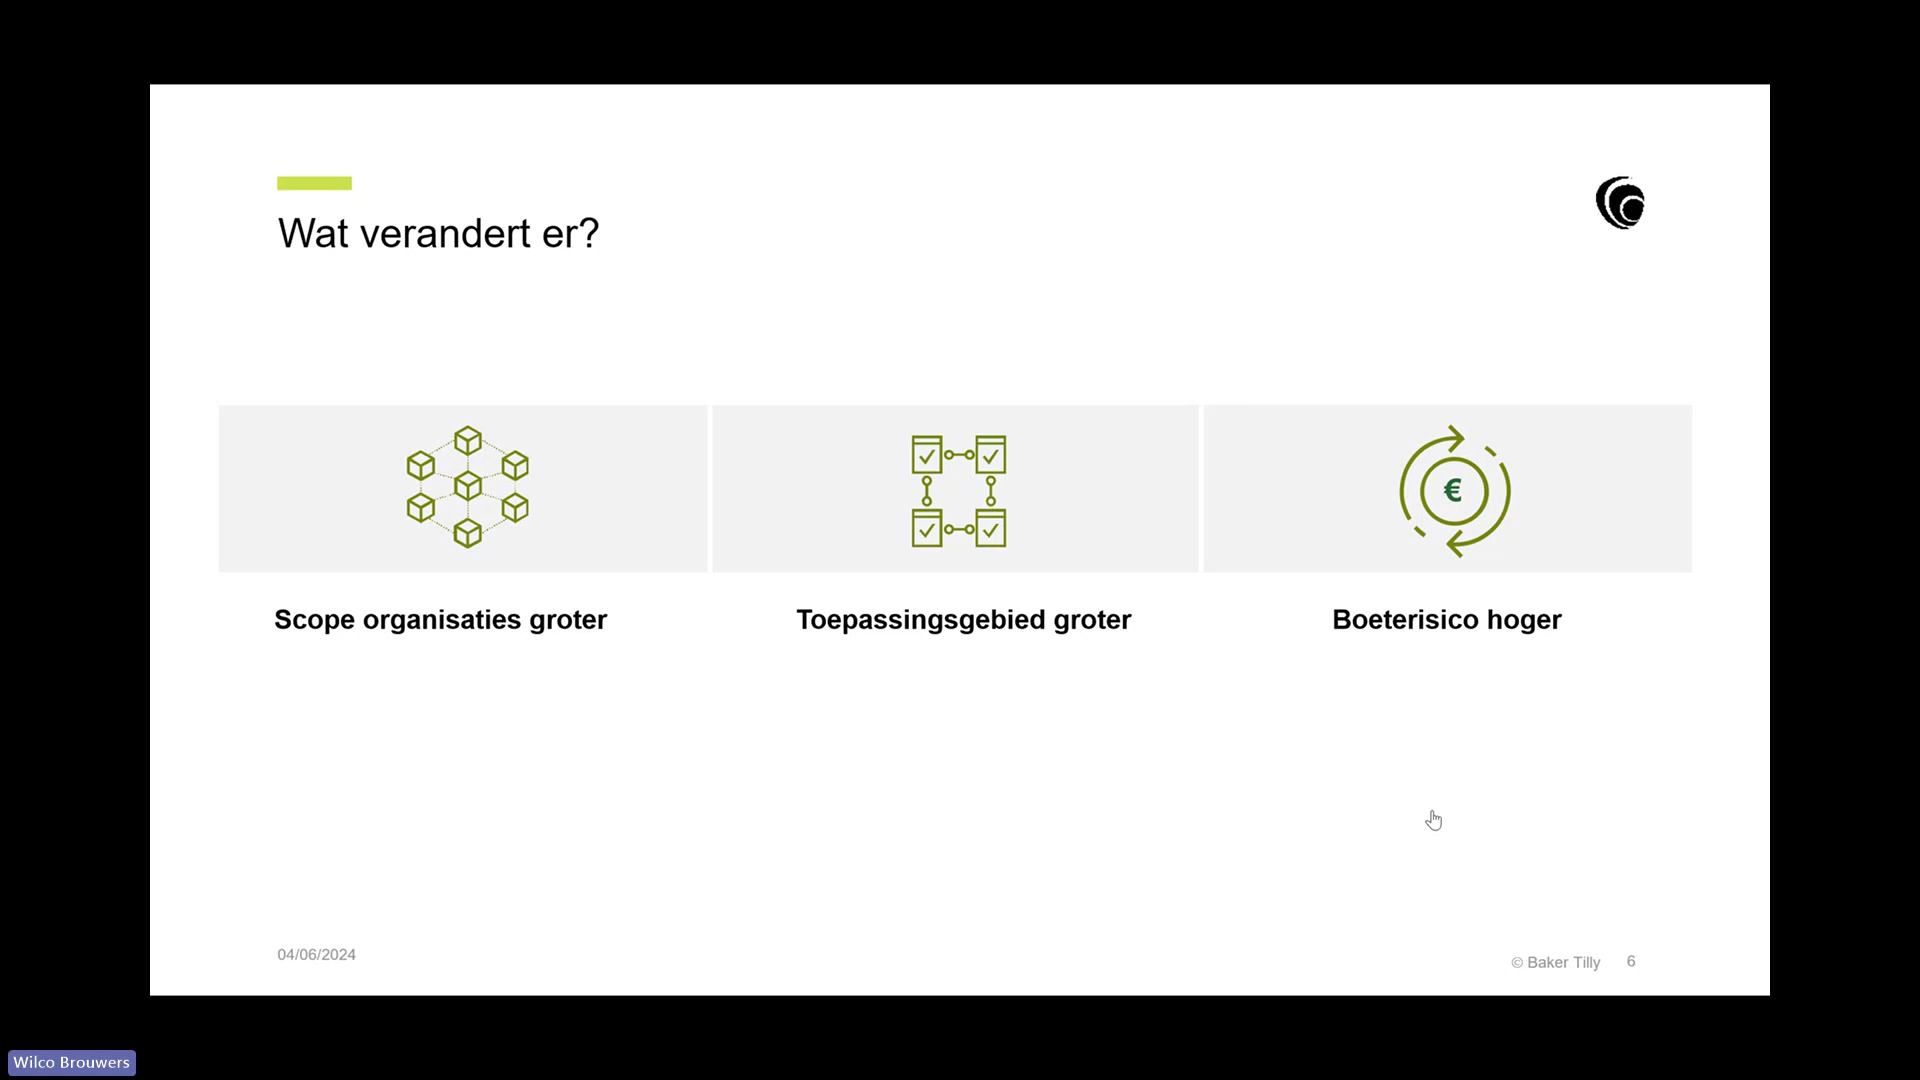 Wat verandert er?
€
Scope organisaties groter
Toepassingsgebied groter
Boeterisico hoger
04/06/2024
© Baker Tilly 6
Wilco Brouwers